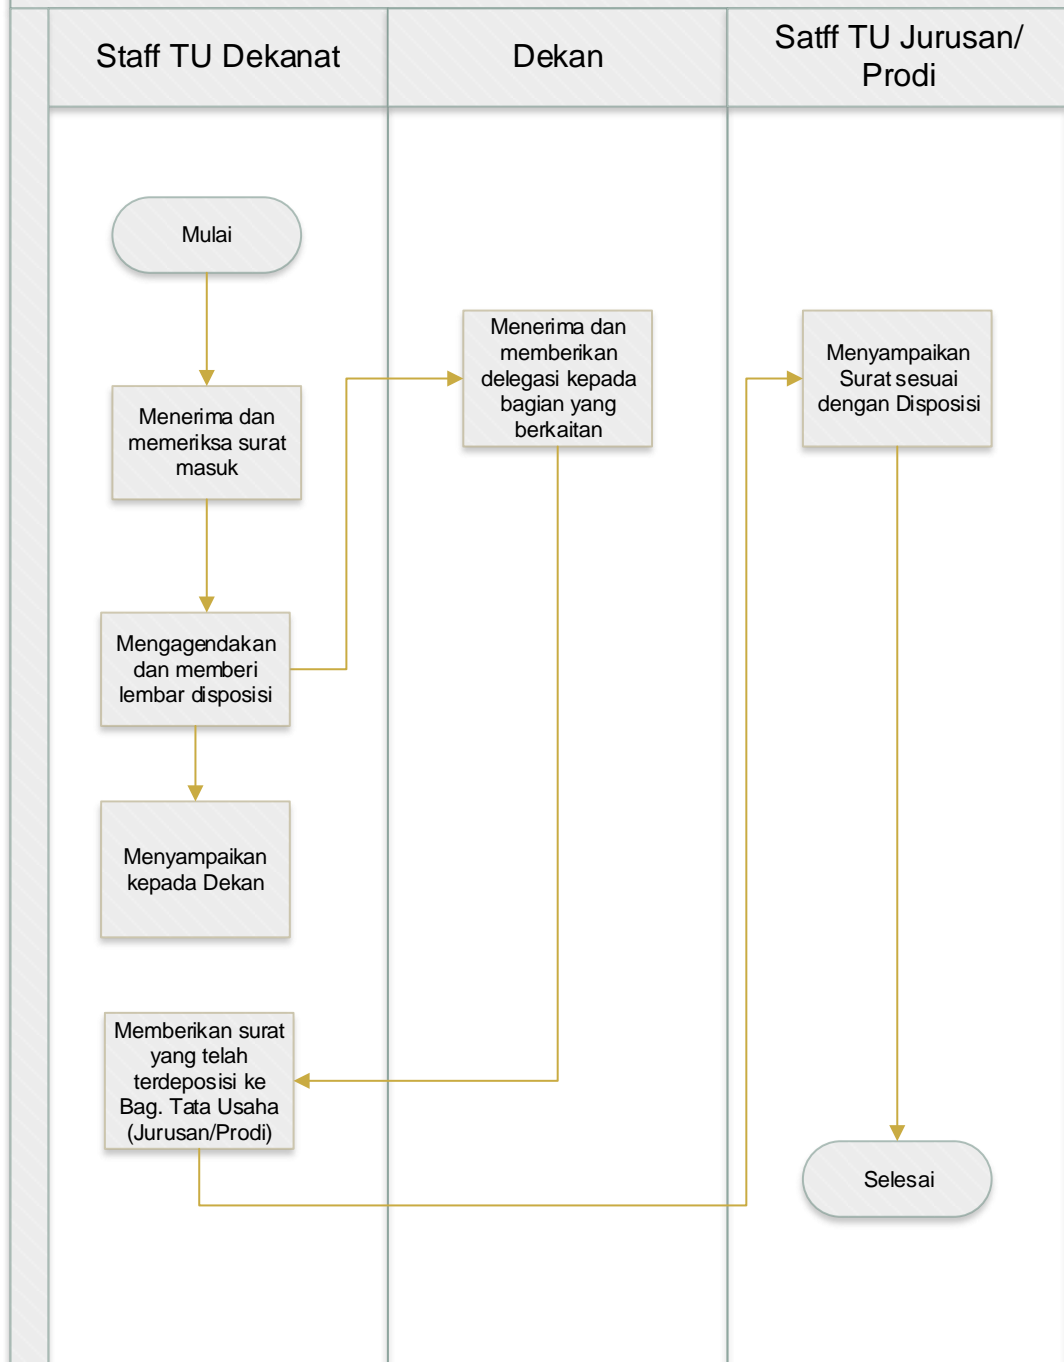 Staff TU Dekanat
Dekan
Satff TU Jurusan/
Prodi
Mulai
Menerima dan
memeriksa surat
masuk
Mengagendakan
dan memberi
lembar disposisi
Menyampaikan
kepada Dekan
Memberikan surat
yang telah
terdeposisi ke
Bag. Tata Usaha
(Jurusan/Prodi)
Menerima dan
memberikan
delegasi kepada
bagian yang
berkaitan
Menyampaikan
Surat sesuai
dengan Disposisi
Selesai